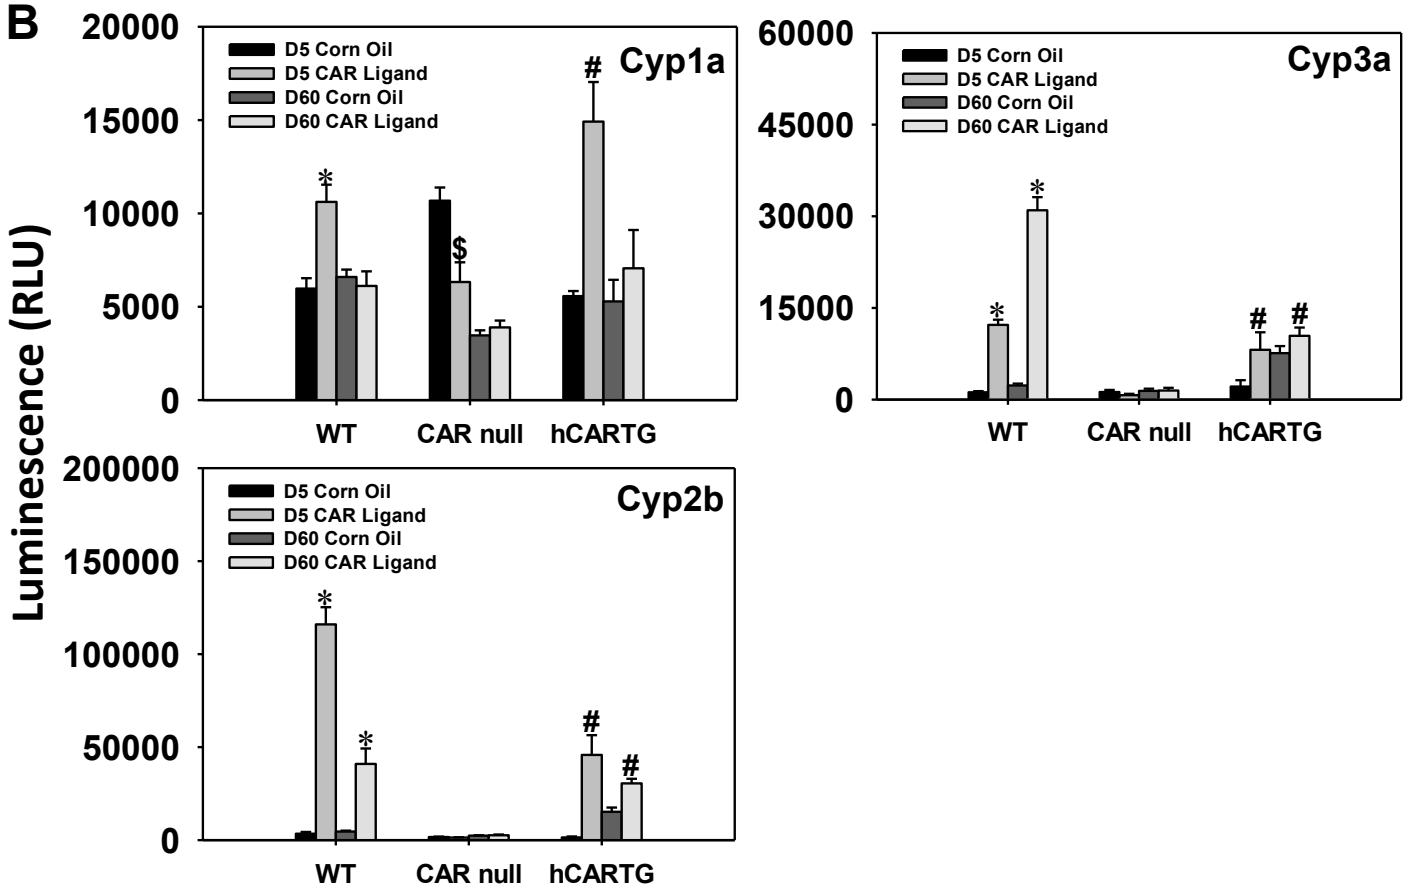 B
Luminescence (RLU)
20000
15000
10000
5000
0
D5 Corn Oil
D5 CAR Ligand
D60 Corn Oil
D60 CAR Ligand
Cyp1a
*
$
#
WT
CAR null
hCARTG
60000
45000
30000
15000
0
D5 Corn Oil
D5 CAR Ligand
D60 Corn Oil
D60 CAR Ligand
Cyp3a
*
*
#
#
WT
CAR null
hCARTG
200000
150000
100000
50000
0
D5 Corn Oil
D5 CAR Ligand
D60 Corn Oil
D60 CAR Ligand
Cyp2b
*
*
#
#
WT
CAR null
hCARTG